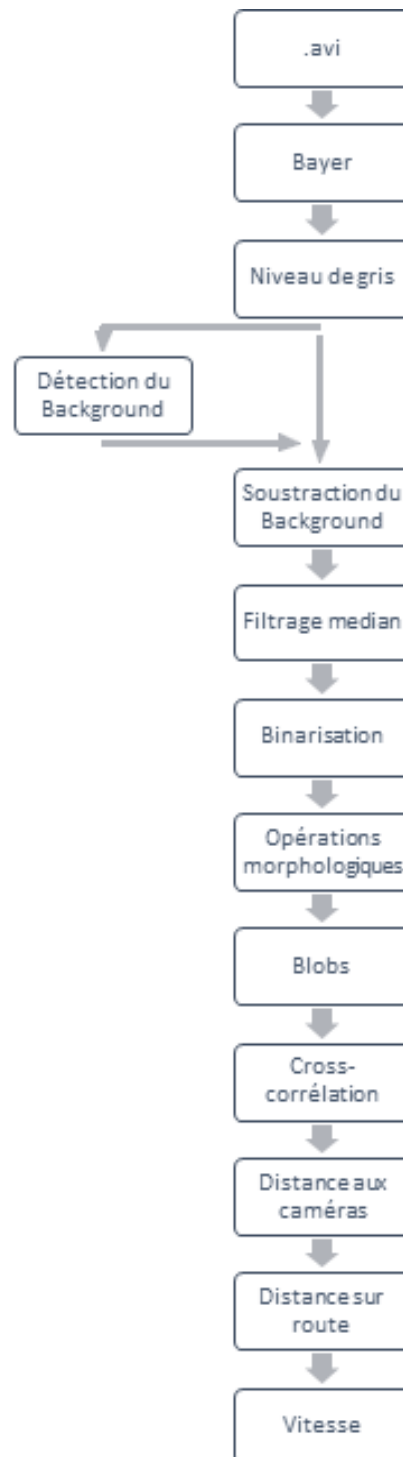 .avi
Bayer
Niveau de gris
Détection du
Background
Soustraction du
Background
Filtrage median
Binarisation
Opérations
morphologiques
Blobs
Cross-
corrélation
Distance aux
caméras
Distance sur
route
Vitesse